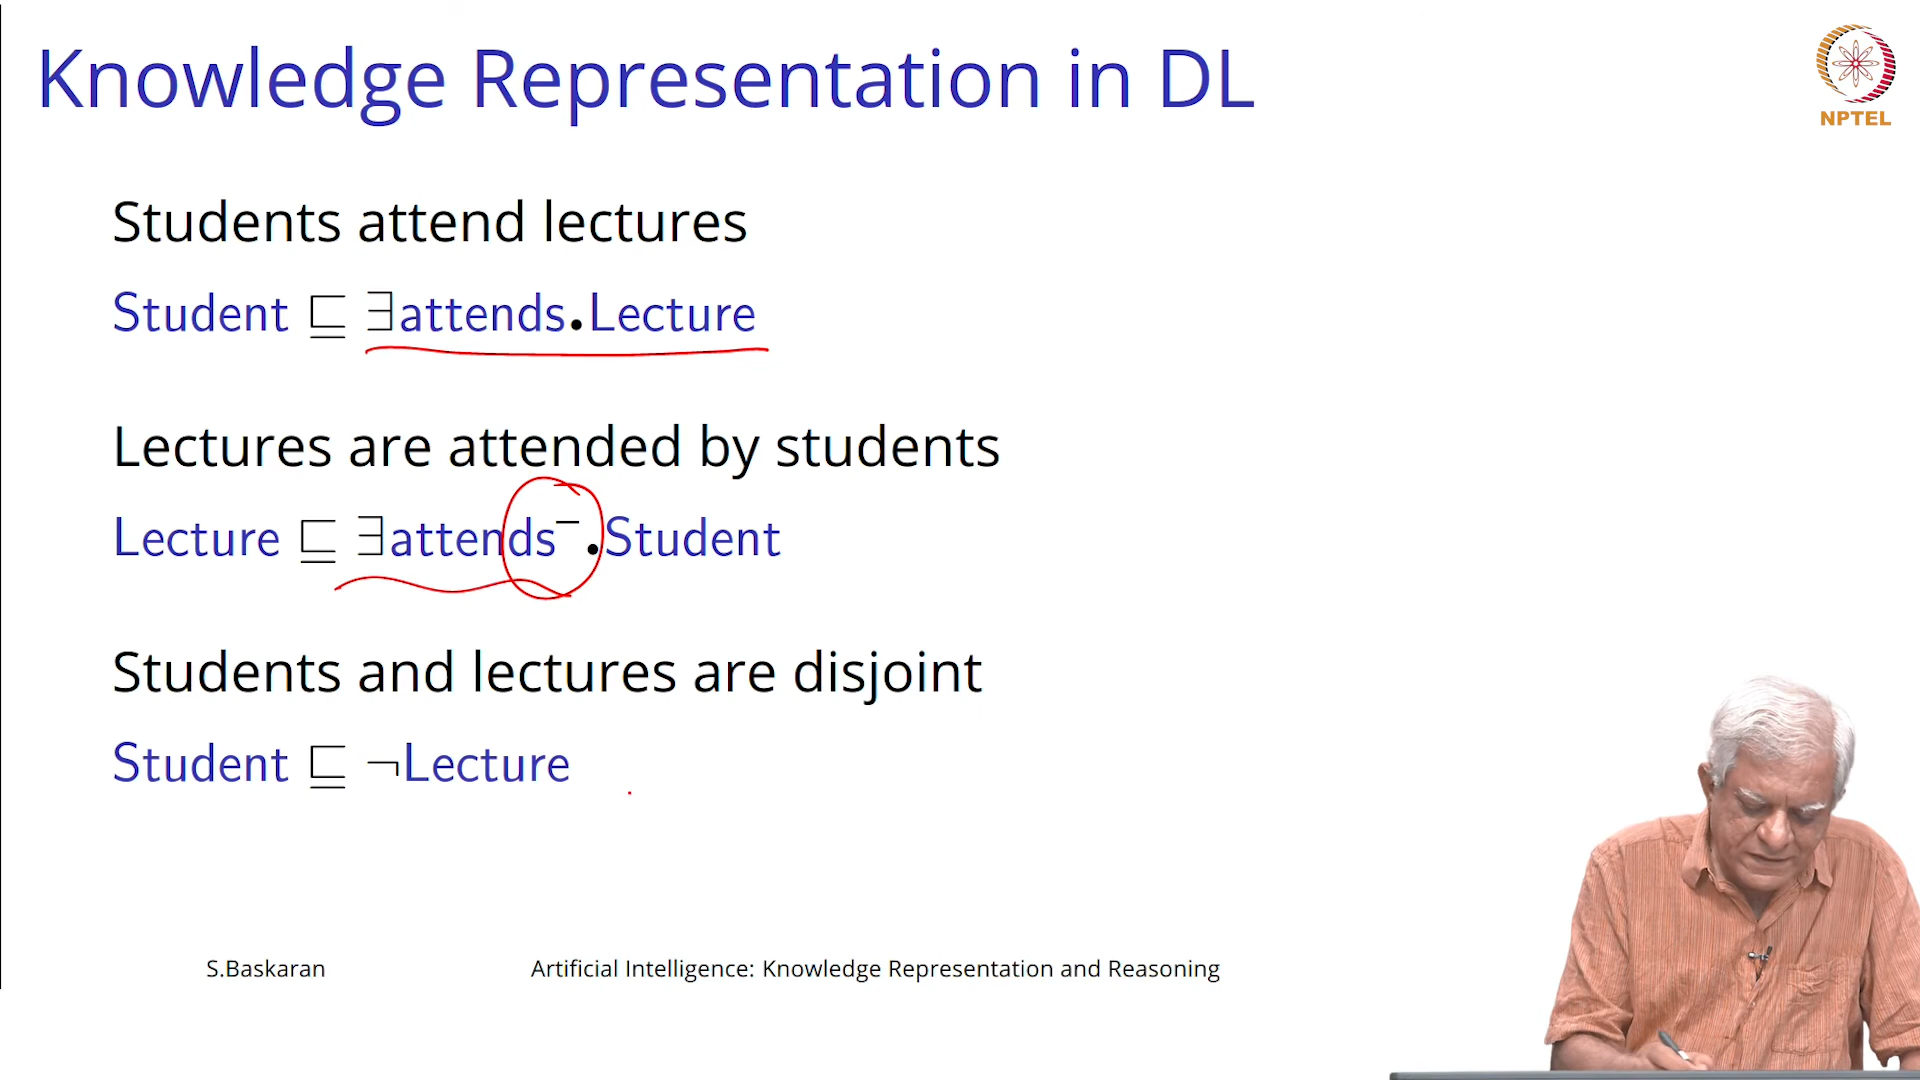 Knowledge Representation in DL
NPTEL
Students attend lectures
Student ⊑ ∃attends.Lecture
Lectures are attended by students
Lecture ⊑ ∃attends⁻.Student
Students and lectures are disjoint
Student ⊑ ¬Lecture
S.Baskaran
Artificial Intelligence: Knowledge Representation and Reasoning